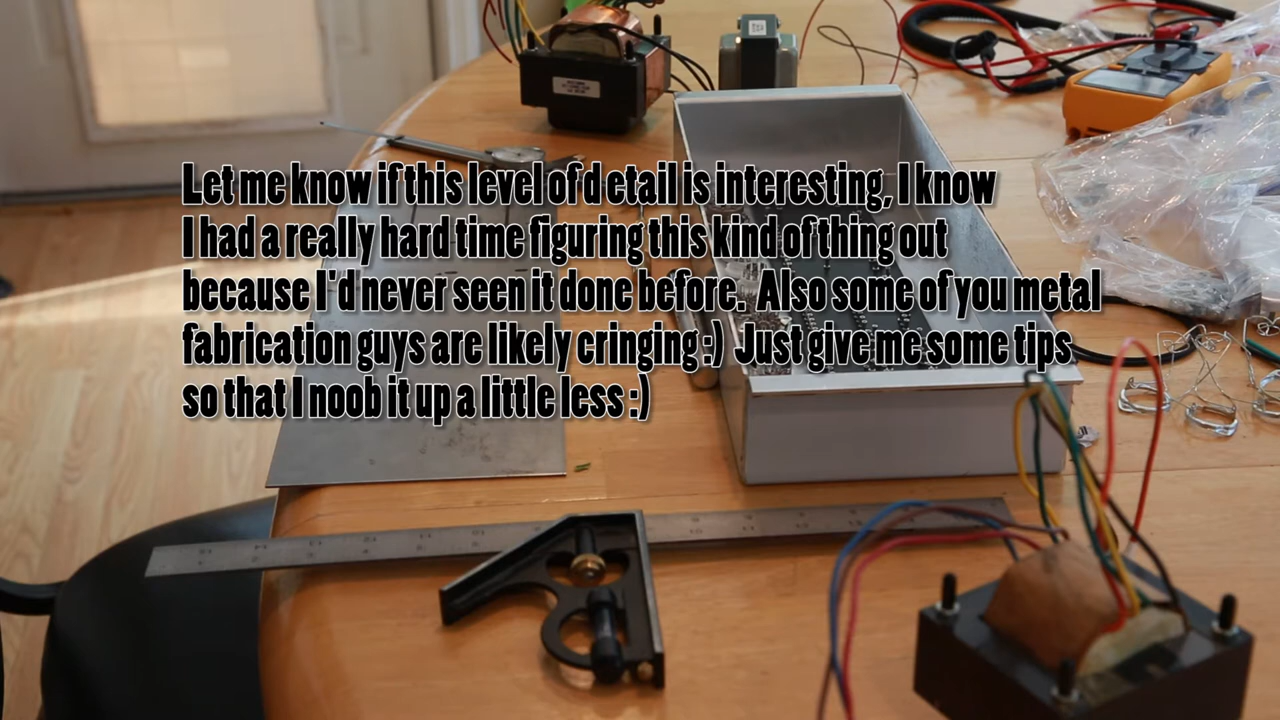 Let me know if this level of detail is interesting, I know
I had a really hard time figuring this kind of thing out
because I'd never seen it done before.  Also some of you metal
fabrication guys are likely cringing :)  Just give me some tips
so that I noob it up a little less :)